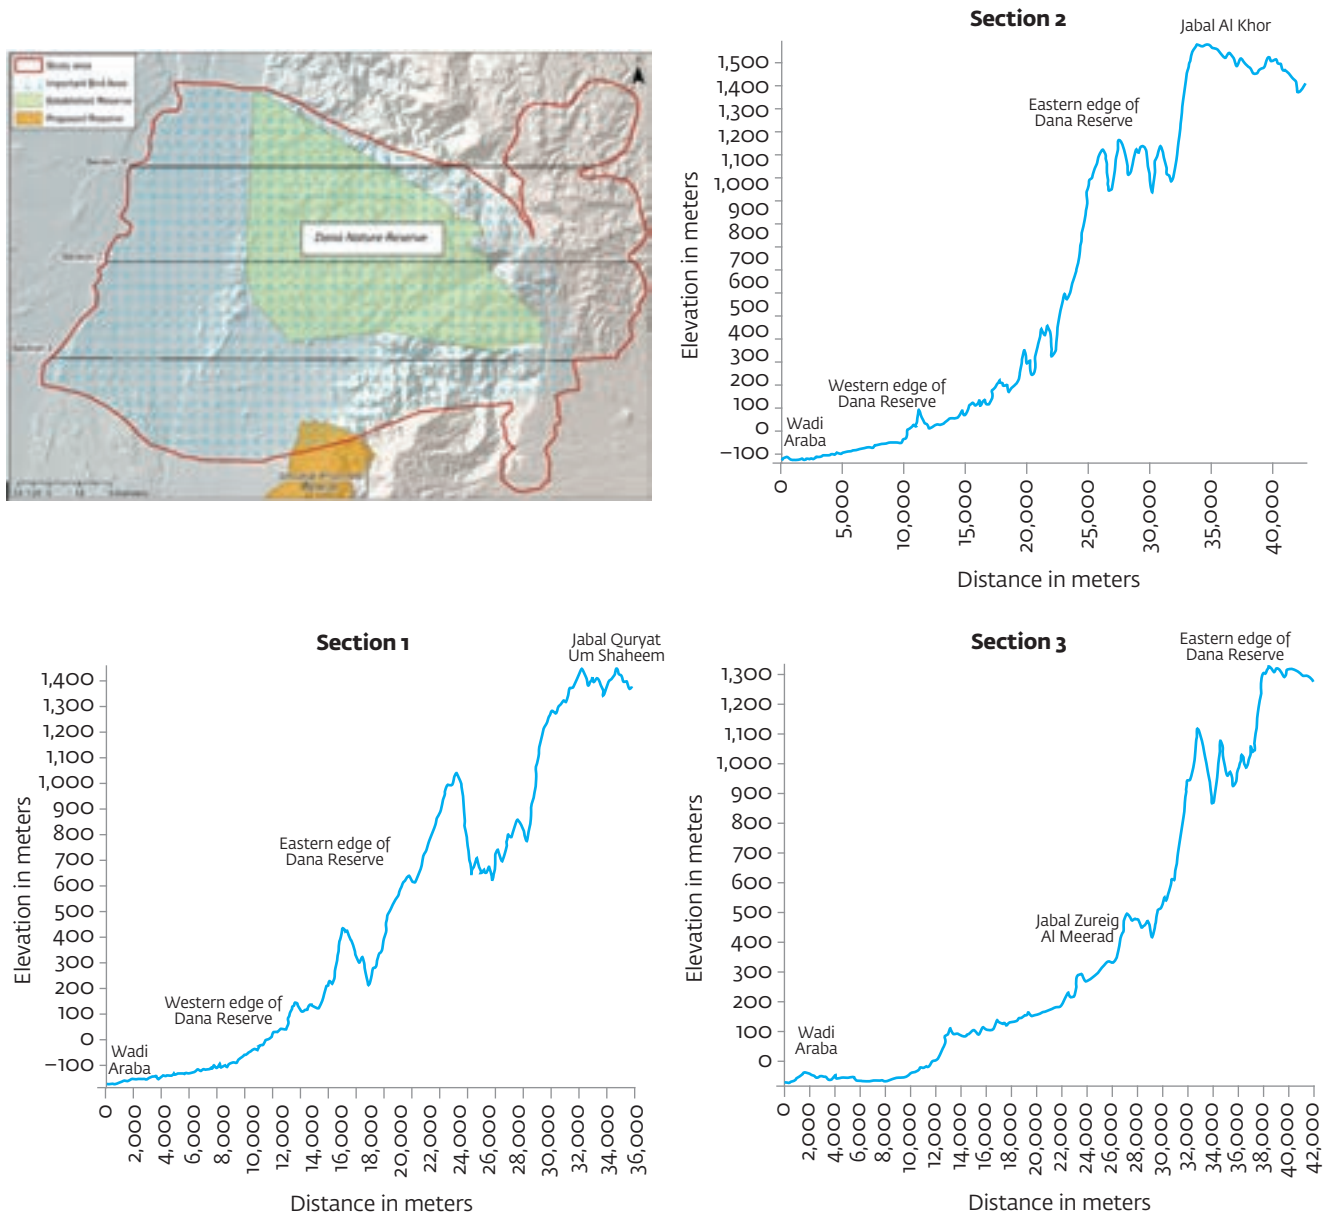 Study area
Important Bird Area
Established Reserve
Proposed Reserve
Dana Nature Reserve
Section 2
Jabal Al Khor
Eastern edge of
Dana Reserve
Western edge of
Dana Reserve
Wadi
Araba
Elevation in meters
1,500
1,400
1,300
1,200
1,100
1,000
900
800
700
600
500
400
300
200
100
0
−100
0
5,000
10,000
15,000
20,000
25,000
30,000
35,000
40,000
Distance in meters
Section 1
Jabal Quryat
Um Shaheem
Eastern edge of
Dana Reserve
Western edge of
Dana Reserve
Wadi
Araba
Elevation in meters
1,400
1,300
1,200
1,100
1,000
900
800
700
600
500
400
300
200
100
0
−100
0
2,000
4,000
6,000
8,000
10,000
12,000
14,000
16,000
18,000
20,000
22,000
24,000
26,000
28,000
30,000
32,000
34,000
36,000
Distance in meters
Section 3
Eastern edge of
Dana Reserve
Jabal Zureig
Al Meerad
Wadi
Araba
Elevation in meters
1,300
1,200
1,100
1,000
900
800
700
600
500
400
300
200
100
0
0
2,000
4,000
6,000
8,000
10,000
12,000
14,000
16,000
18,000
20,000
22,000
24,000
26,000
28,000
30,000
32,000
34,000
36,000
38,000
40,000
42,000
Distance in meters